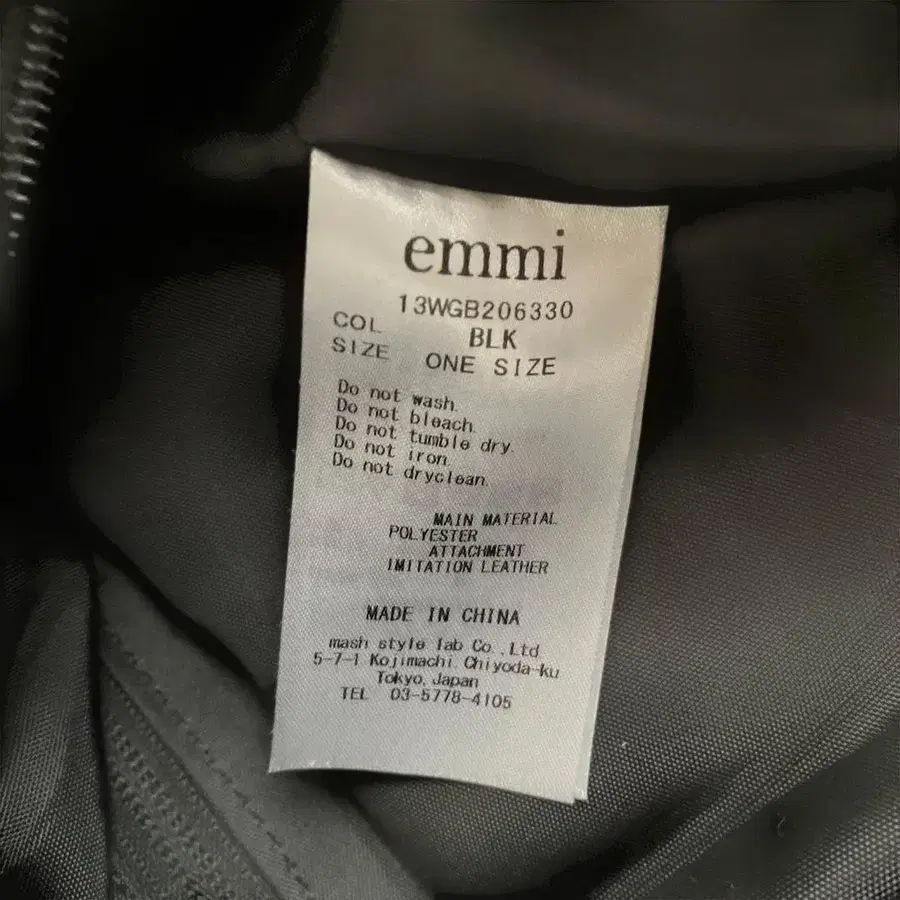 emmi
13WGB206330
COL BLK
SIZE ONE SIZE
Do not wash.
Do not bleach.
Do not tumble dry.
Do not iron.
Do not dryclean.
MAIN MATERIAL
POLYESTER
ATTACHMENT
IMITATION LEATHER
MADE IN CHINA
mash style lab Co.,Ltd
5-7-1 Kojimachi Chiyoda-ku
Tokyo, Japan
TEL 03-5778-4105